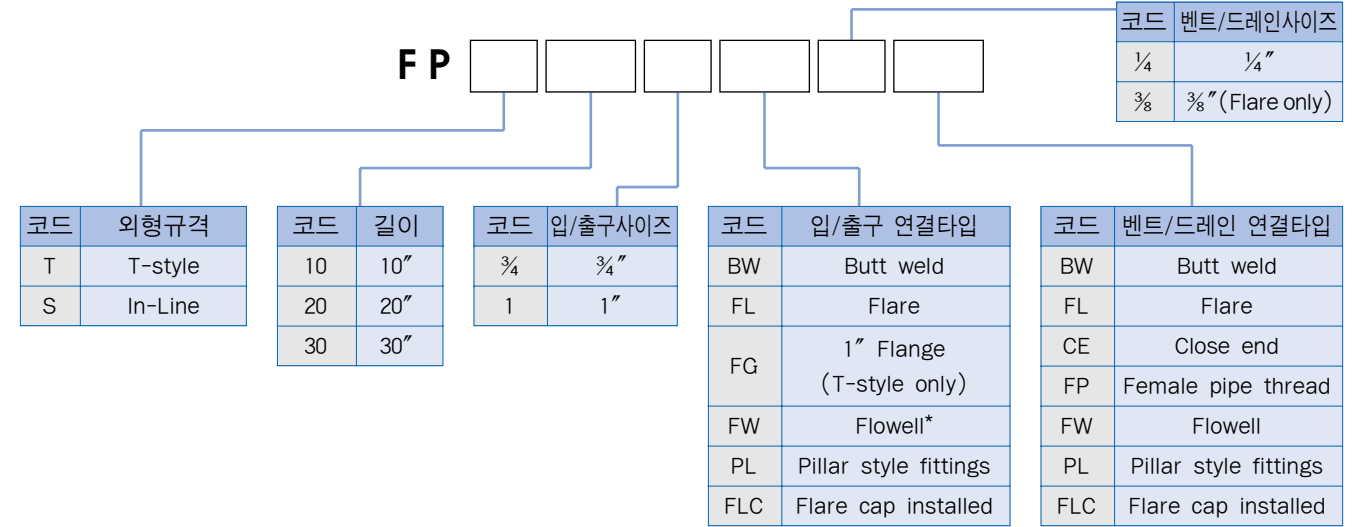 코드 벤트/드레인사이즈
¼ ¼″
⅜ ⅜″(Flare only)
FP
코드 외형규격
T T-style
S In-Line
코드 길이
10 10″
20 20″
30 30″
코드 입/출구사이즈
¾ ¾″
1 1″
코드 입/출구 연결타입
BW Butt weld
FL Flare
FG 1″ Flange
(T-style only)
FW Flowell*
PL Pillar style fittings
FLC Flare cap installed
코드 벤트/드레인 연결타입
BW Butt weld
FL Flare
CE Close end
FP Female pipe thread
FW Flowell
PL Pillar style fittings
FLC Flare cap installed